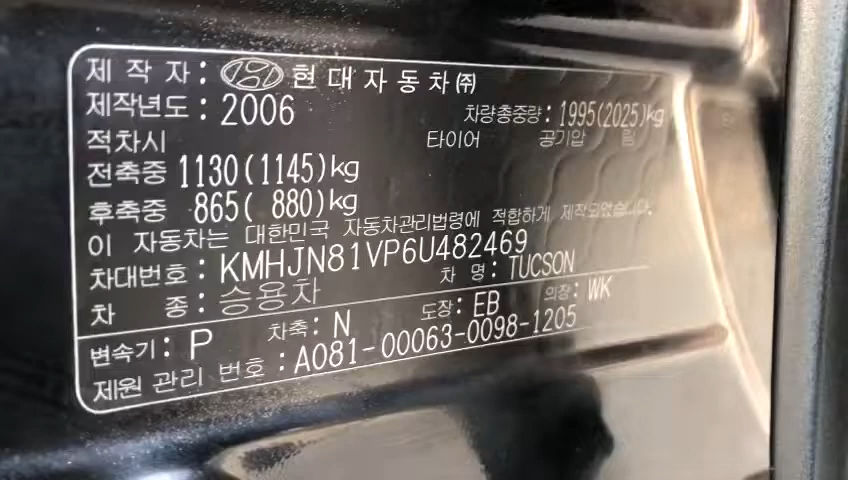 제 작 자 : 현대자동차㈜
제작년도 : 2006 차량총중량 : 1995(2025)kg
적차시 타이어 공기압 림
전축중 1130(1145)kg
후축중 865( 880)kg
이 자동차는 대한민국 자동차관리법령에 적합하게 제작되었습니다.
차대번호 : KMHJN81VP6U482469
차 종 : 승용차 차 명 : TUCSON
변속기 : P 차축 : N 도장 : EB 의장 : WK
제원 관리 번호 : A081-00063-0098-1205